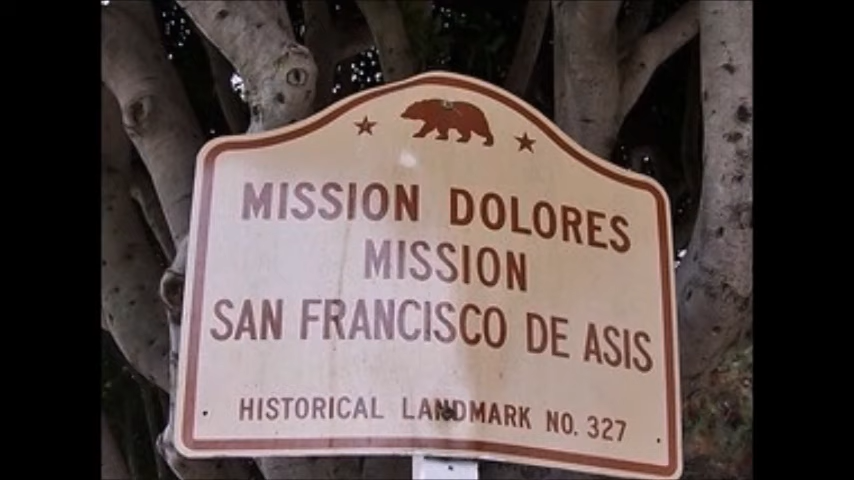 MISSION DOLORES
MISSION
SAN FRANCISCO DE ASIS
HISTORICAL LANDMARK NO. 327